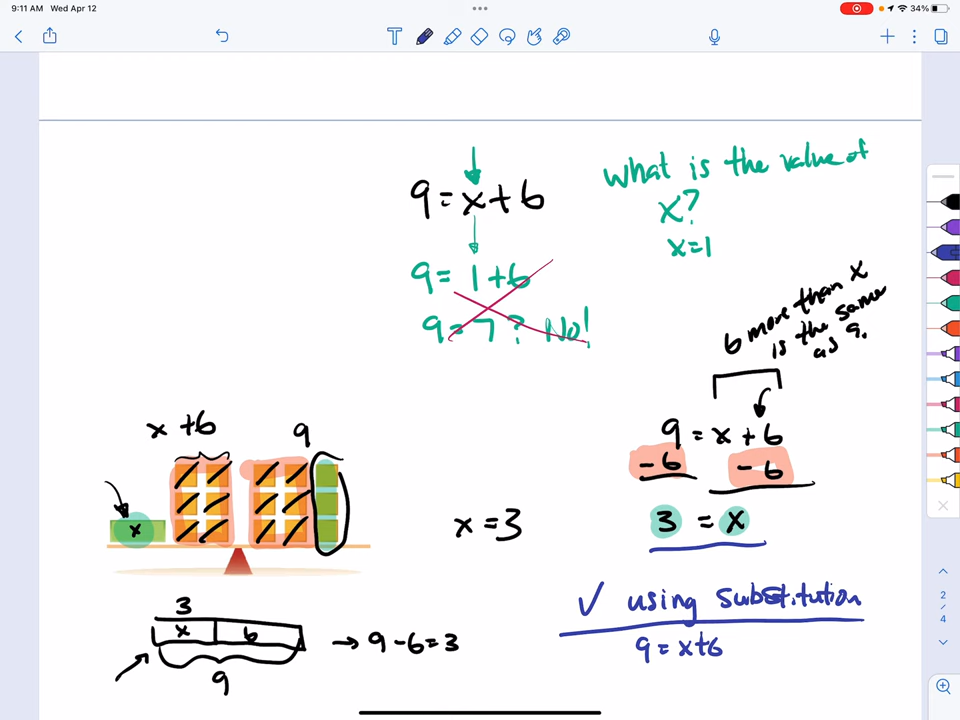 9:11 AM Wed Apr 12
34%
T
9 = x + 6
what is the value of
x?
x = 1
9 = 1 + 6
9 = 7 ? No!
6 more than x
is the same
as 9.
x + 6
9
9 = x + 6
- 6 - 6
3 = x
x
x = 3
3
x 6
→ 9 - 6 = 3
9
✓ using substitution
9 = x + 6
2
/
4